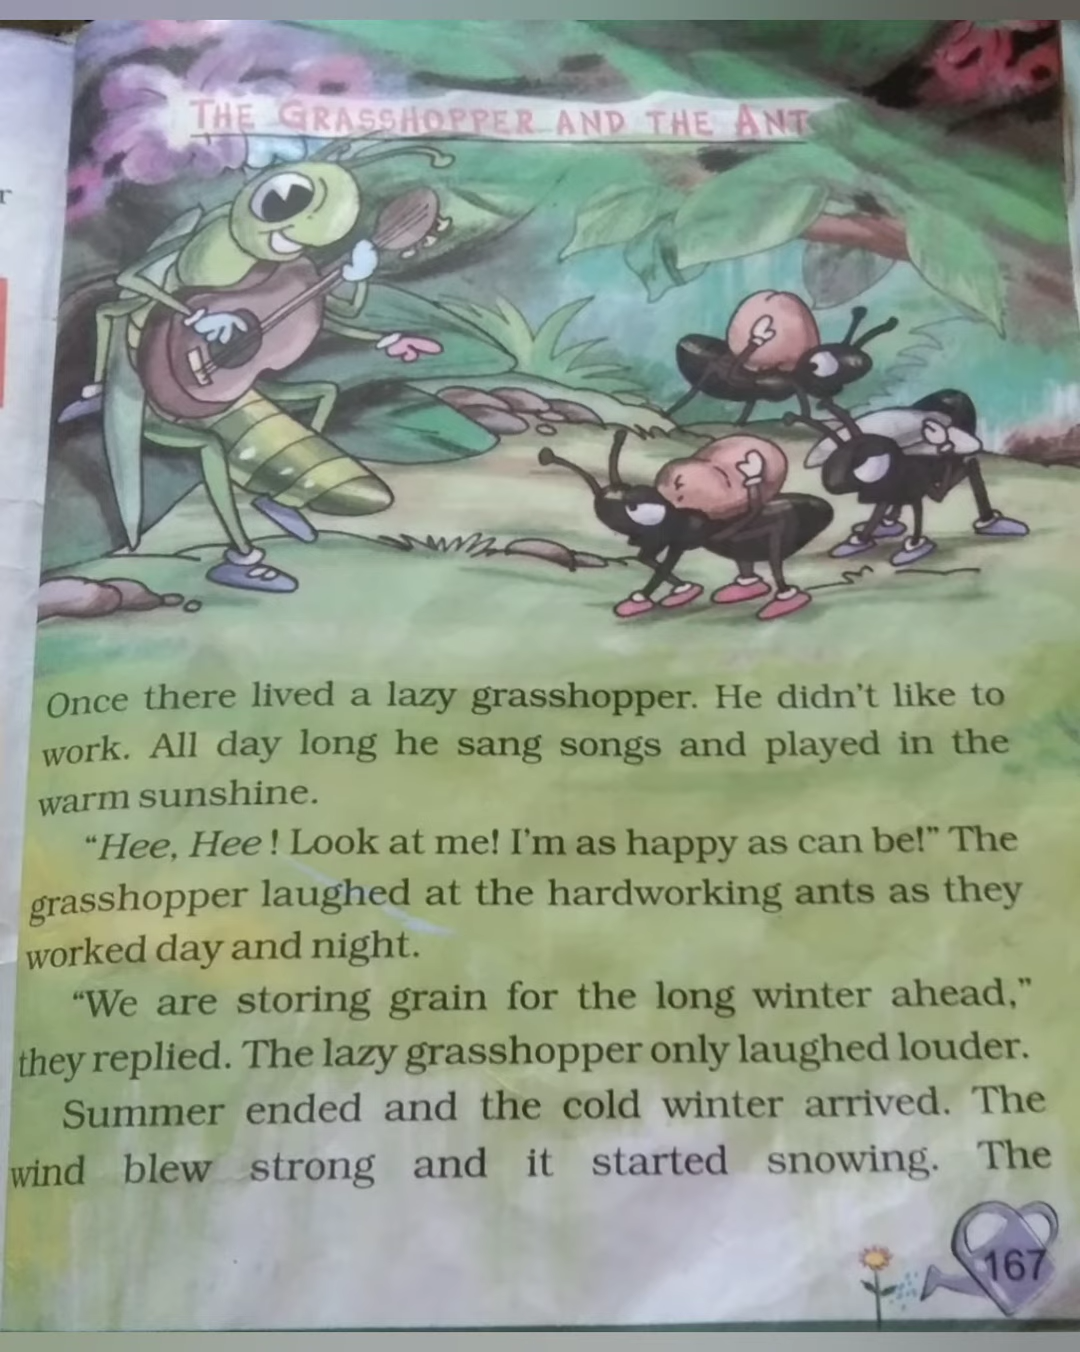 r
THE GRASSHOPPER AND THE ANT
Once there lived a lazy grasshopper. He didn't like to
work. All day long he sang songs and played in the
warm sunshine.
“Hee, Hee! Look at me! I'm as happy as can be!” The
grasshopper laughed at the hardworking ants as they
worked day and night.
“We are storing grain for the long winter ahead,”
they replied. The lazy grasshopper only laughed louder.
Summer ended and the cold winter arrived. The
wind blew strong and it started snowing. The
167